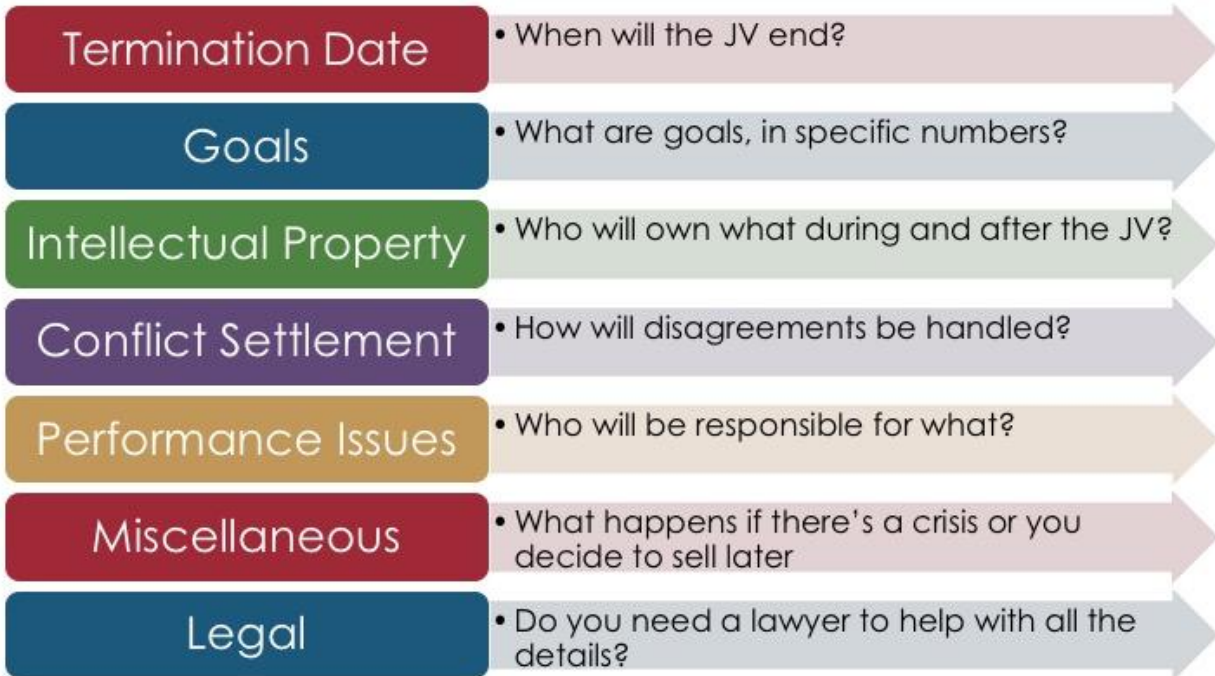 Termination Date
• When will the JV end?
Goals
• What are goals, in specific numbers?
Intellectual Property
• Who will own what during and after the JV?
Conflict Settlement
• How will disagreements be handled?
Performance Issues
• Who will be responsible for what?
Miscellaneous
• What happens if there's a crisis or you
decide to sell later
Legal
• Do you need a lawyer to help with all the
details?